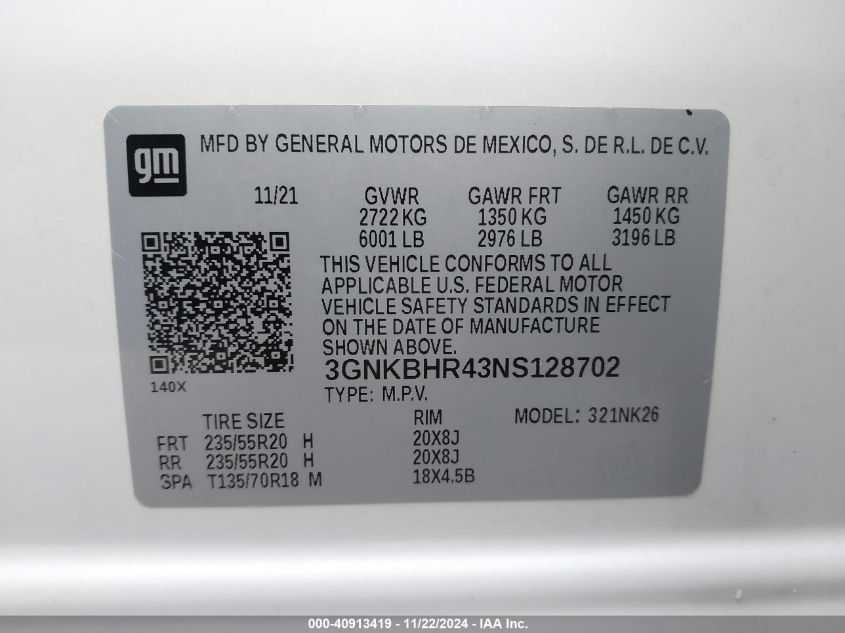 gm
MFD BY GENERAL MOTORS DE MEXICO, S. DE R.L. DE C.V.
11/21 GVWR GAWR FRT GAWR RR
2722 KG 1350 KG 1450 KG
6001 LB 2976 LB 3196 LB
THIS VEHICLE CONFORMS TO ALL
APPLICABLE U.S. FEDERAL MOTOR
VEHICLE SAFETY STANDARDS IN EFFECT
ON THE DATE OF MANUFACTURE
SHOWN ABOVE.
3GNKBHR43NS128702
140X
TYPE: M.P.V.
TIRE SIZE RIM MODEL: 321NK26
FRT 235/55R20 H 20X8J
RR 235/55R20 H 20X8J
SPA T135/70R18 M 18X4.5B
000-40913419 - 11/22/2024 - IAA Inc.